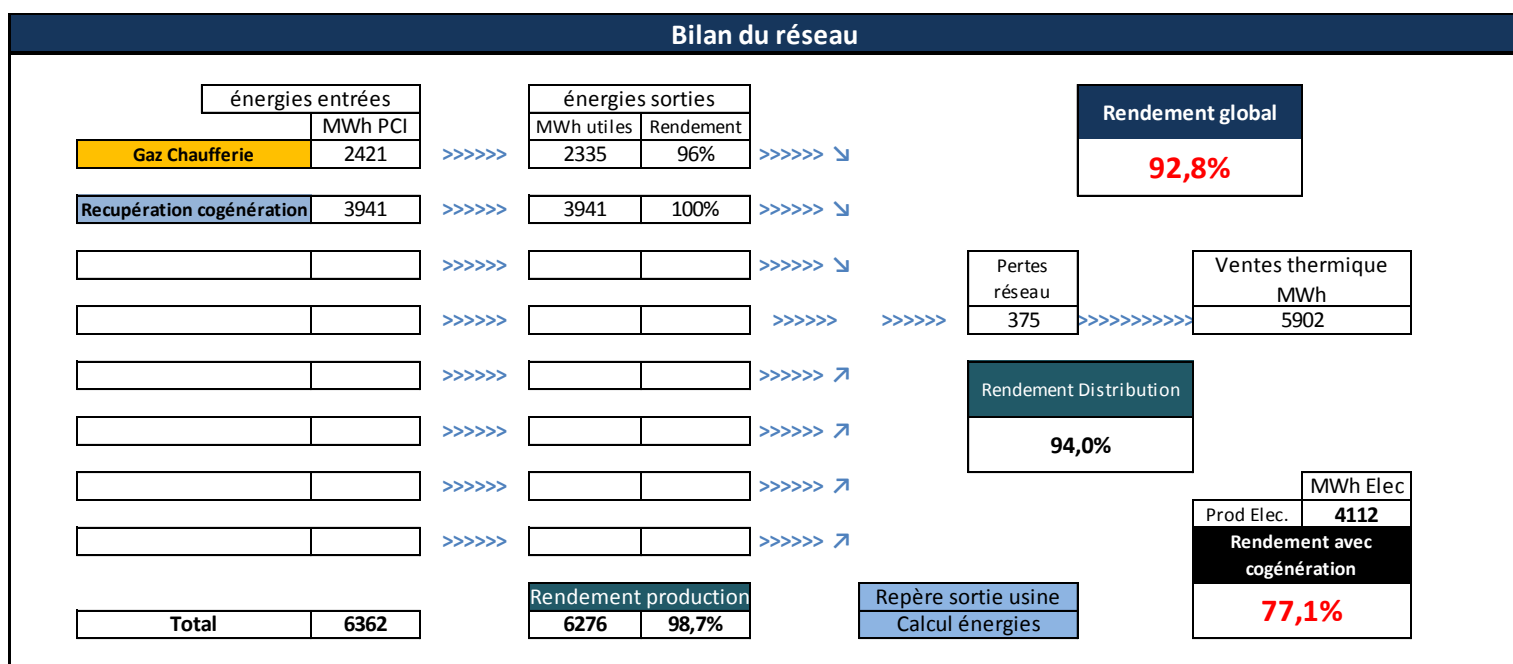 Bilan du réseau
énergies entrées énergies sorties
Rendement global
MWh PCI MWh utiles Rendement
Gaz Chaufferie 2421 >>>>>> 2335 96% >>>>>> ↘
92,8%
Recupération cogénération 3941 >>>>>> 3941 100% >>>>>> ↘
>>>>>> >>>>>> ↘
Pertes réseau
Ventes thermique MWh
>>>>>> >>>>>> >>>>>> 375 >>>>>>>>>>> 5902
>>>>>> >>>>>> ↗
Rendement Distribution
>>>>>> >>>>>> ↗
94,0%
>>>>>> >>>>>> ↗
MWh Elec
Prod Elec. 4112
>>>>>> >>>>>> ↗
Rendement avec
cogénération
Rendement production Repère sortie usine
77,1%
Total 6362 6276 98,7% Calcul énergies